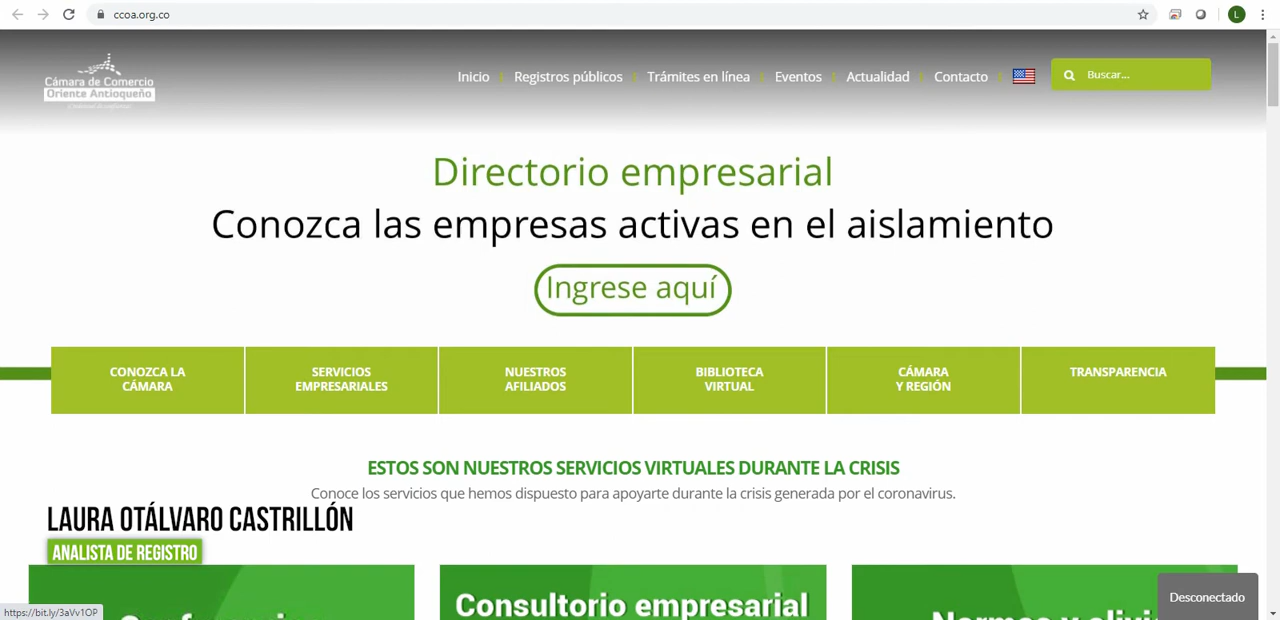 ccoa.org.co
L
Cámara de Comercio
Oriente Antioqueño
Inicio
Registros públicos
Trámites en línea
Eventos
Actualidad
Contacto
Buscar...
Directorio empresarial
Conozca las empresas activas en el aislamiento
Ingrese aquí
CONOZCA LA
CÁMARA
SERVICIOS
EMPRESARIALES
NUESTROS
AFILIADOS
BIBLIOTECA
VIRTUAL
CÁMARA
Y REGIÓN
TRANSPARENCIA
ESTOS SON NUESTROS SERVICIOS VIRTUALES DURANTE LA CRISIS
Conoce los servicios que hemos dispuesto para apoyarte durante la crisis generada por el coronavirus.
LAURA OTÁLVARO CASTRILLÓN
ANALISTA DE REGISTRO
Consultorio empresarial
Desconectado
https://bit.ly/3aVv1OP